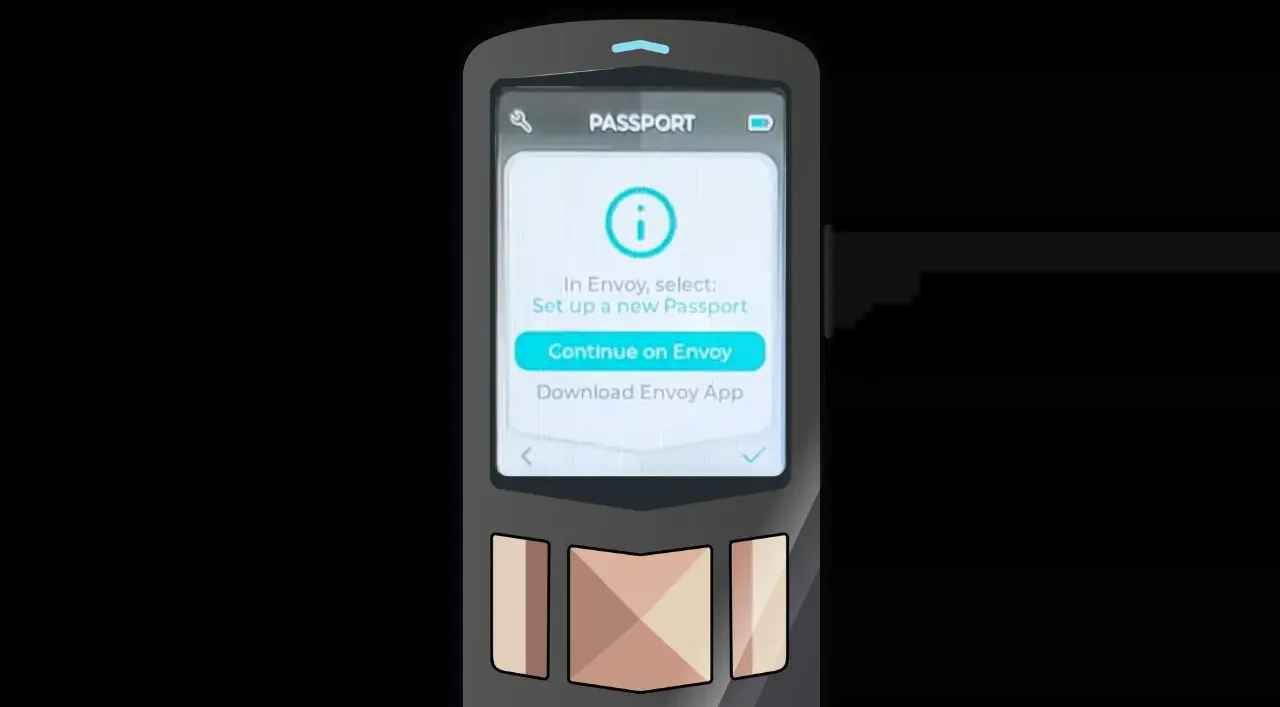 PASSPORT
In Envoy, select:
Set up a new Passport
Continue on Envoy
Download Envoy App